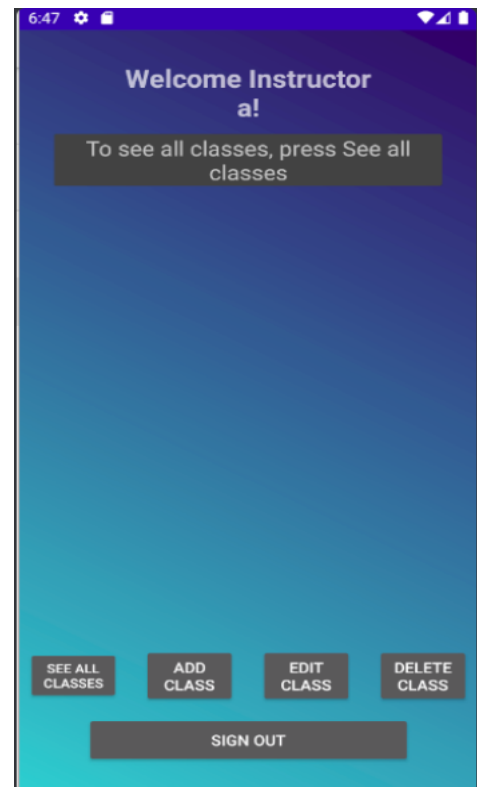 6:47
Welcome Instructor
a!
To see all classes, press See all
classes
SEE ALL
CLASSES
ADD
CLASS
EDIT
CLASS
DELETE
CLASS
SIGN OUT